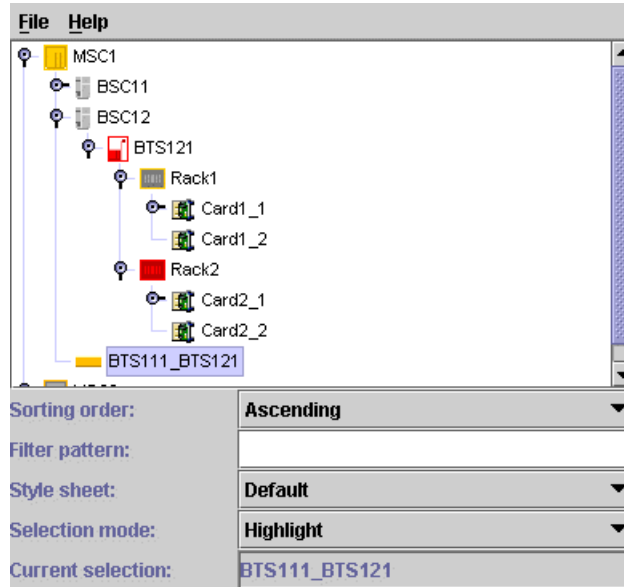 File Help
MSC1
BSC11
BSC12
BTS121
Rack1
Card1_1
Card1_2
Rack2
Card2_1
Card2_2
BTS111_BTS121
Sorting order: Ascending
Filter pattern:
Style sheet: Default
Selection mode: Highlight
Current selection: BTS111_BTS121